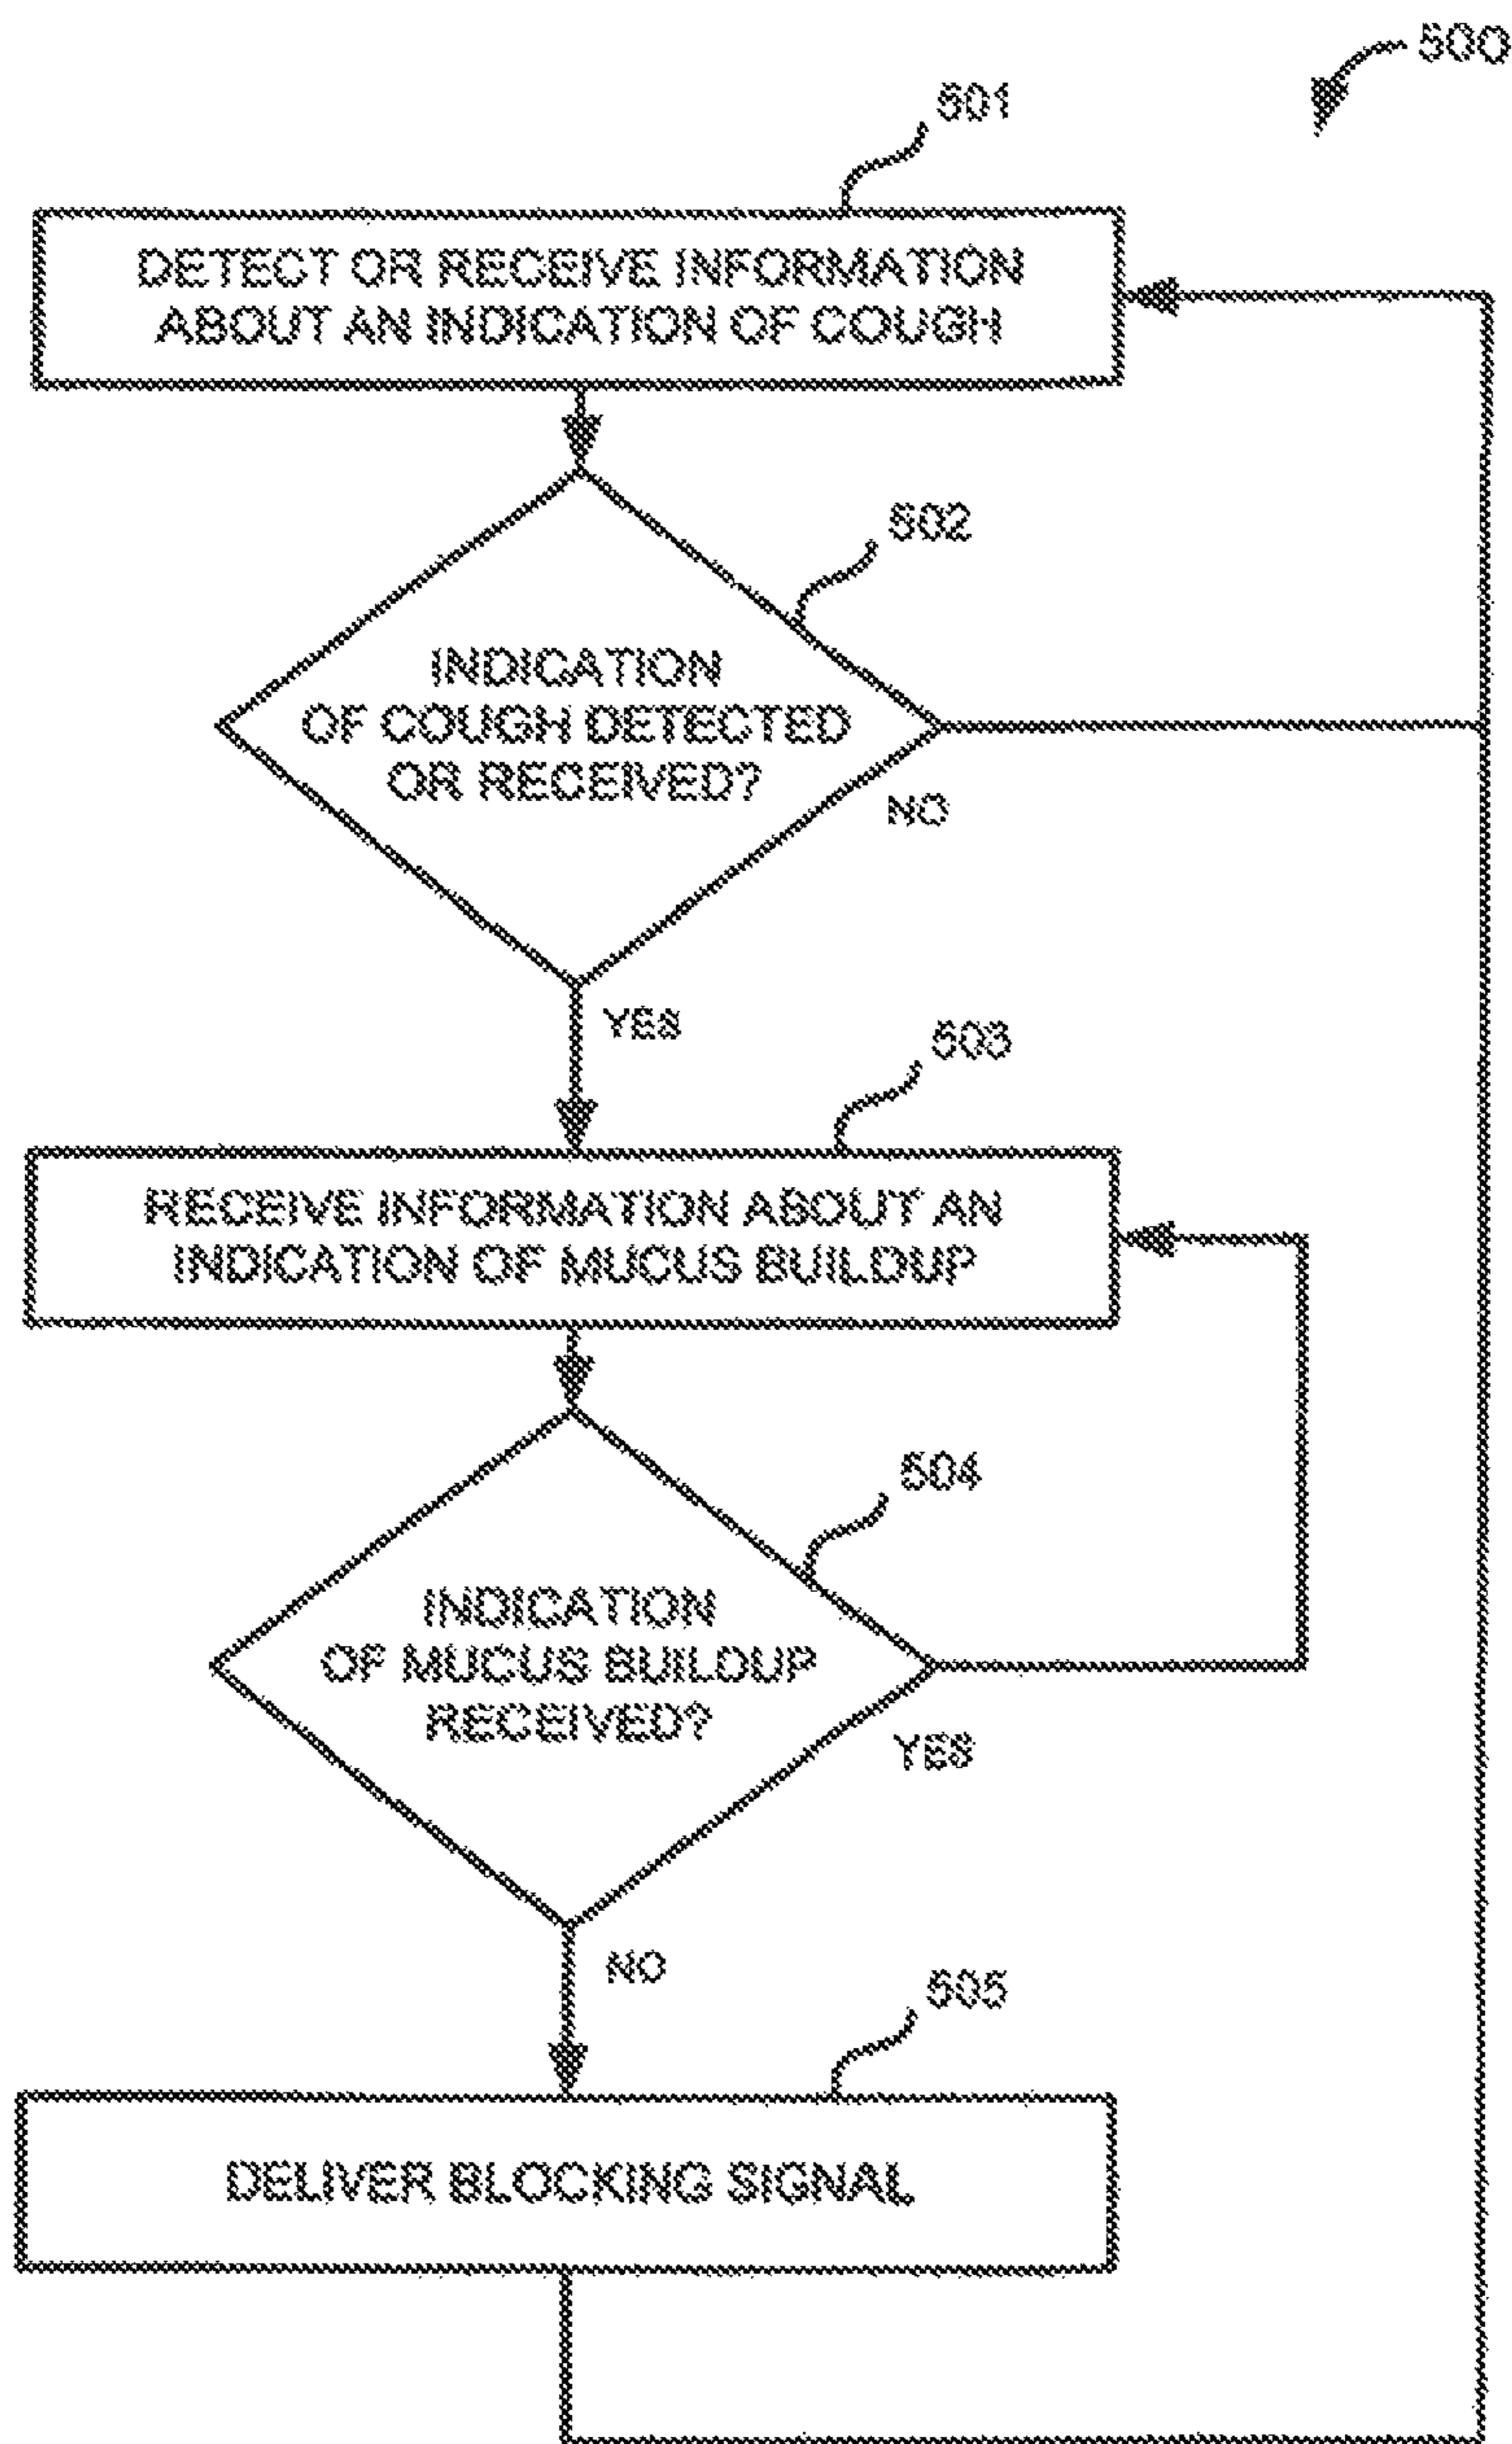 500
501
DETECT OR RECEIVE INFORMATION
ABOUT AN INDICATION OF COUGH
502
INDICATION
OF COUGH DETECTED
OR RECEIVED?
NO
YES
503
RECEIVE INFORMATION ABOUT AN
INDICATION OF MUCUS BUILDUP
504
INDICATION
OF MUCUS BUILDUP
RECEIVED?
YES
NO
505
DELIVER BLOCKING SIGNAL